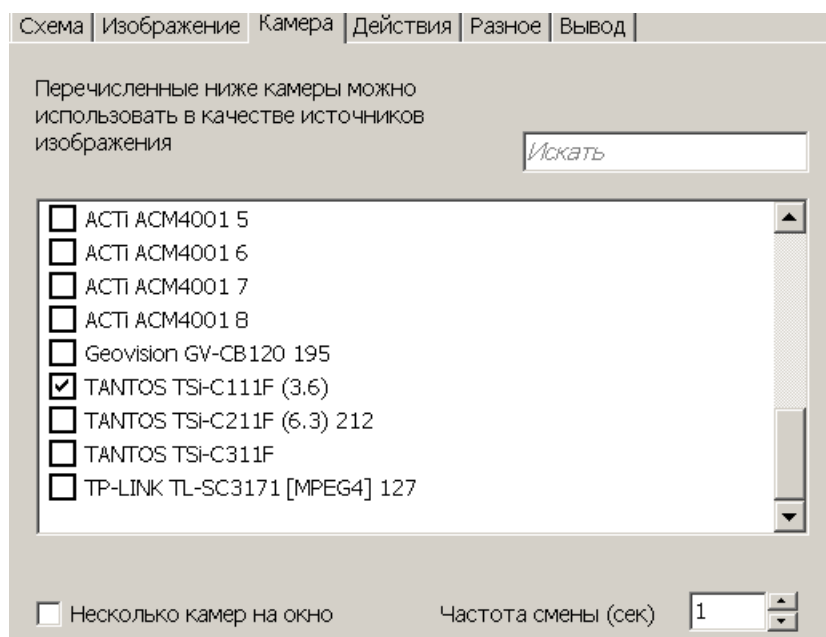 Схема Изображение Камера Действия Разное Вывод
Перечисленные ниже камеры можно
использовать в качестве источников
изображения
Искать
ACTi ACM4001 5
ACTi ACM4001 6
ACTi ACM4001 7
ACTi ACM4001 8
Geovision GV-CB120 195
TANTOS TSi-C111F (3.6)
TANTOS TSi-C211F (6.3) 212
TANTOS TSi-C311F
TP-LINK TL-SC3171 [MPEG4] 127
Несколько камер на окно Частота смены (сек) 1